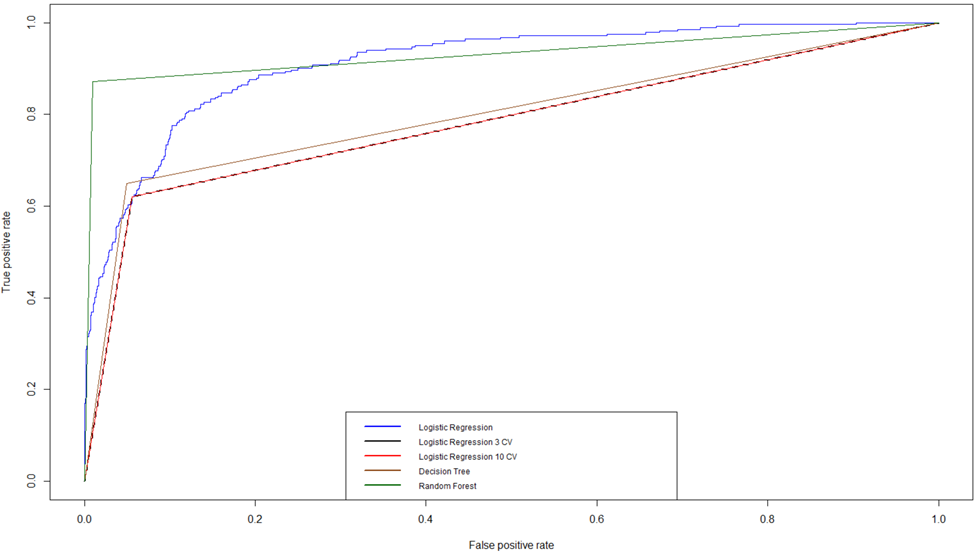 True positive rate
1.0
0.8
0.6
0.4
0.2
0.0
Logistic Regression
Logistic Regression 3 CV
Logistic Regression 10 CV
Decision Tree
Random Forest
0.0 0.2 0.4 0.6 0.8 1.0
False positive rate